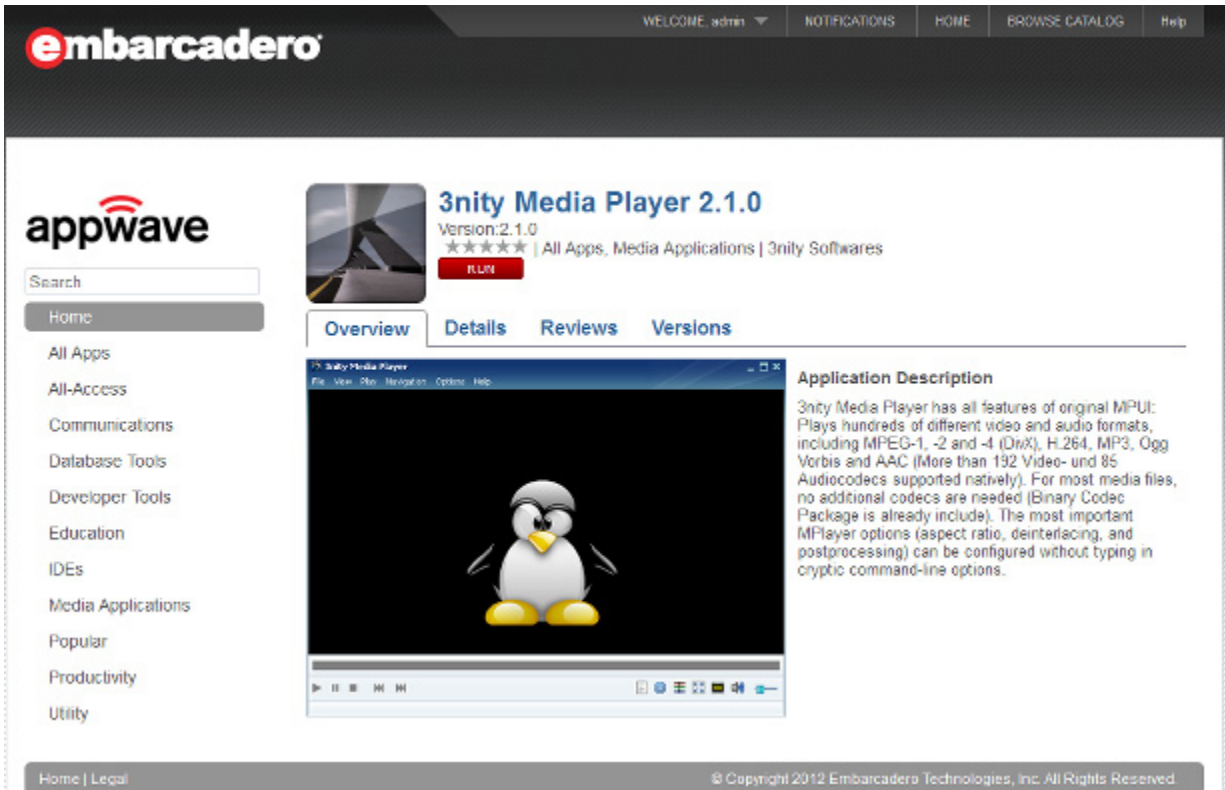 embarcadero
WELCOME, admin
NOTIFICATIONS
HOME
BROWSE CATALOG
Help
appwave
Search
Home
All Apps
All-Access
Communications
Database Tools
Developer Tools
Education
IDEs
Media Applications
Popular
Productivity
Utility
3nity Media Player 2.1.0
Version:2.1.0
| All Apps, Media Applications | 3nity Softwares
RUN
Overview
Details
Reviews
Versions
3nity Media Player
File View Play Navigation Options Help
Application Description
3nity Media Player has all features of original MPUI:
Plays hundreds of different video and audio formats,
including MPEG-1, -2 and -4 (DivX), H.264, MP3, Ogg
Vorbis and AAC (More than 192 Video- und 85
Audiocodecs supported natively). For most media files,
no additional codecs are needed (Binary Codec
Package is already include). The most important
MPlayer options (aspect ratio, deinterlacing, and
postprocessing) can be configured without typing in
cryptic command-line options.
Home | Legal
© Copyright 2012 Embarcadero Technologies, Inc. All Rights Reserved.